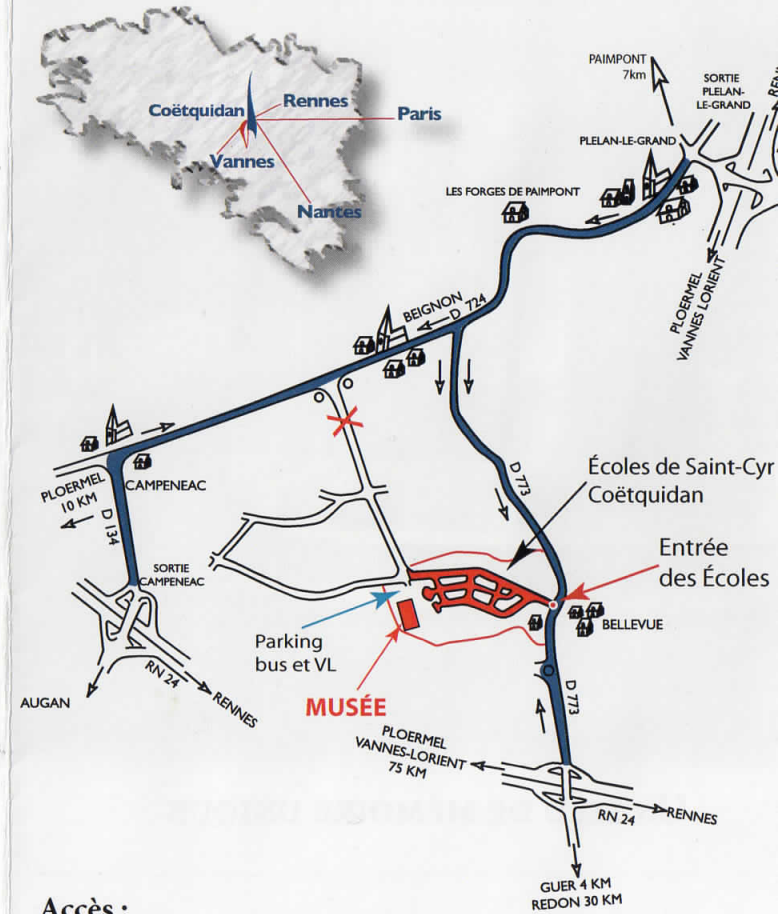 Coëtquidan
Rennes
Paris
Vannes
Nantes
PAIMPONT
7km
SORTIE
PLELAN-
LE-GRAND
PLELAN-LE-GRAND
LES FORGES DE PAIMPONT
PLOERMEL
VANNES LORIENT
BEIGNON
D 724
D 773
Écoles de Saint-Cyr
Coëtquidan
PLOERMEL
10 KM
CAMPENEAC
D 134
SORTIE
CAMPENEAC
Entrée
des Écoles
BELLEVUE
Parking
bus et VL
MUSÉE
RN 24
RENNES
AUGAN
D 773
PLOERMEL
VANNES-LORIENT
75 KM
RN 24
RENNES
GUER 4 KM
REDON 30 KM
Accès :